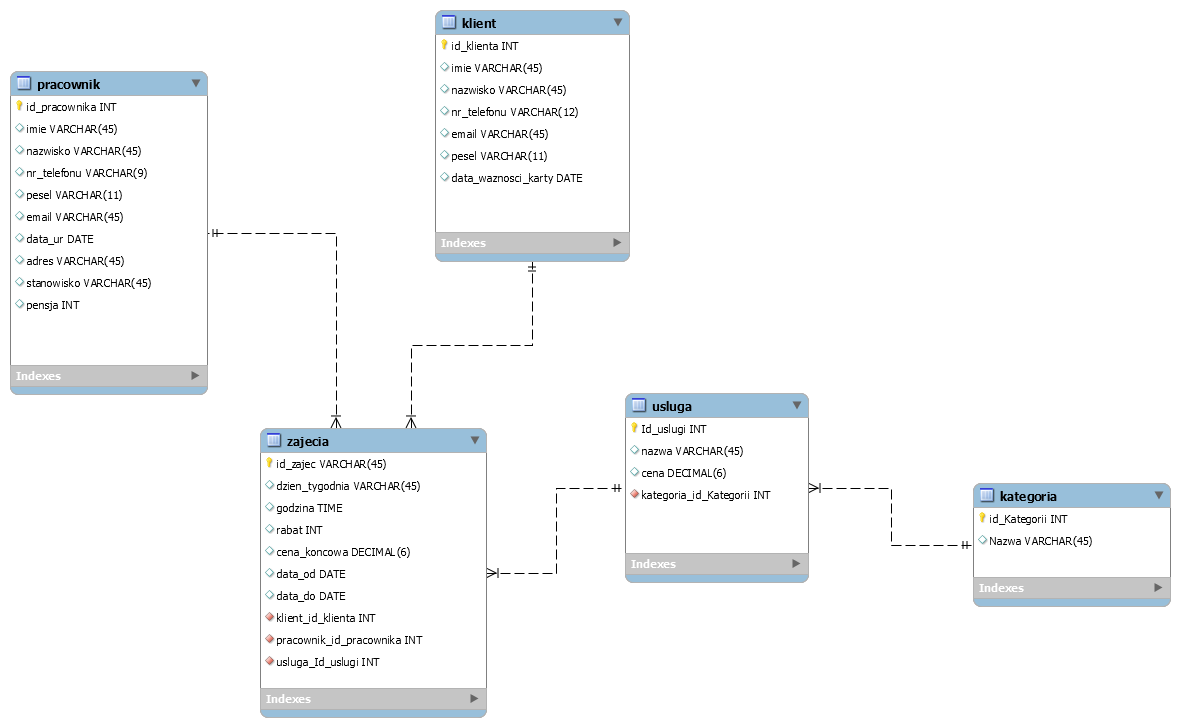 klient
id_klienta INT
imie VARCHAR(45)
nazwisko VARCHAR(45)
nr_telefonu VARCHAR(12)
email VARCHAR(45)
pesel VARCHAR(11)
data_waznosci_karty DATE
Indexes
pracownik
id_pracownika INT
imie VARCHAR(45)
nazwisko VARCHAR(45)
nr_telefonu VARCHAR(9)
pesel VARCHAR(11)
email VARCHAR(45)
data_ur DATE
adres VARCHAR(45)
stanowisko VARCHAR(45)
pensja INT
Indexes
zajecia
id_zajec VARCHAR(45)
dzien_tygodnia VARCHAR(45)
godzina TIME
rabat INT
cena_koncowa DECIMAL(6)
data_od DATE
data_do DATE
klient_id_klienta INT
pracownik_id_pracownika INT
usluga_Id_uslugi INT
Indexes
usluga
Id_uslugi INT
nazwa VARCHAR(45)
cena DECIMAL(6)
kategoria_id_Kategorii INT
Indexes
kategoria
id_Kategorii INT
Nazwa VARCHAR(45)
Indexes